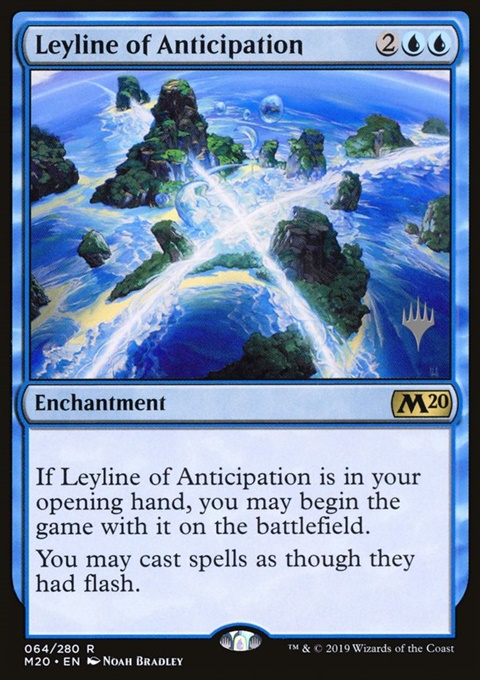 Leyline of Anticipation 2
Enchantment M20
If Leyline of Anticipation is in your
opening hand, you may begin the
game with it on the battlefield.
You may cast spells as though they
had flash.
064/280 R
M20 • EN Noah Bradley
™ & © 2019 Wizards of the Coast